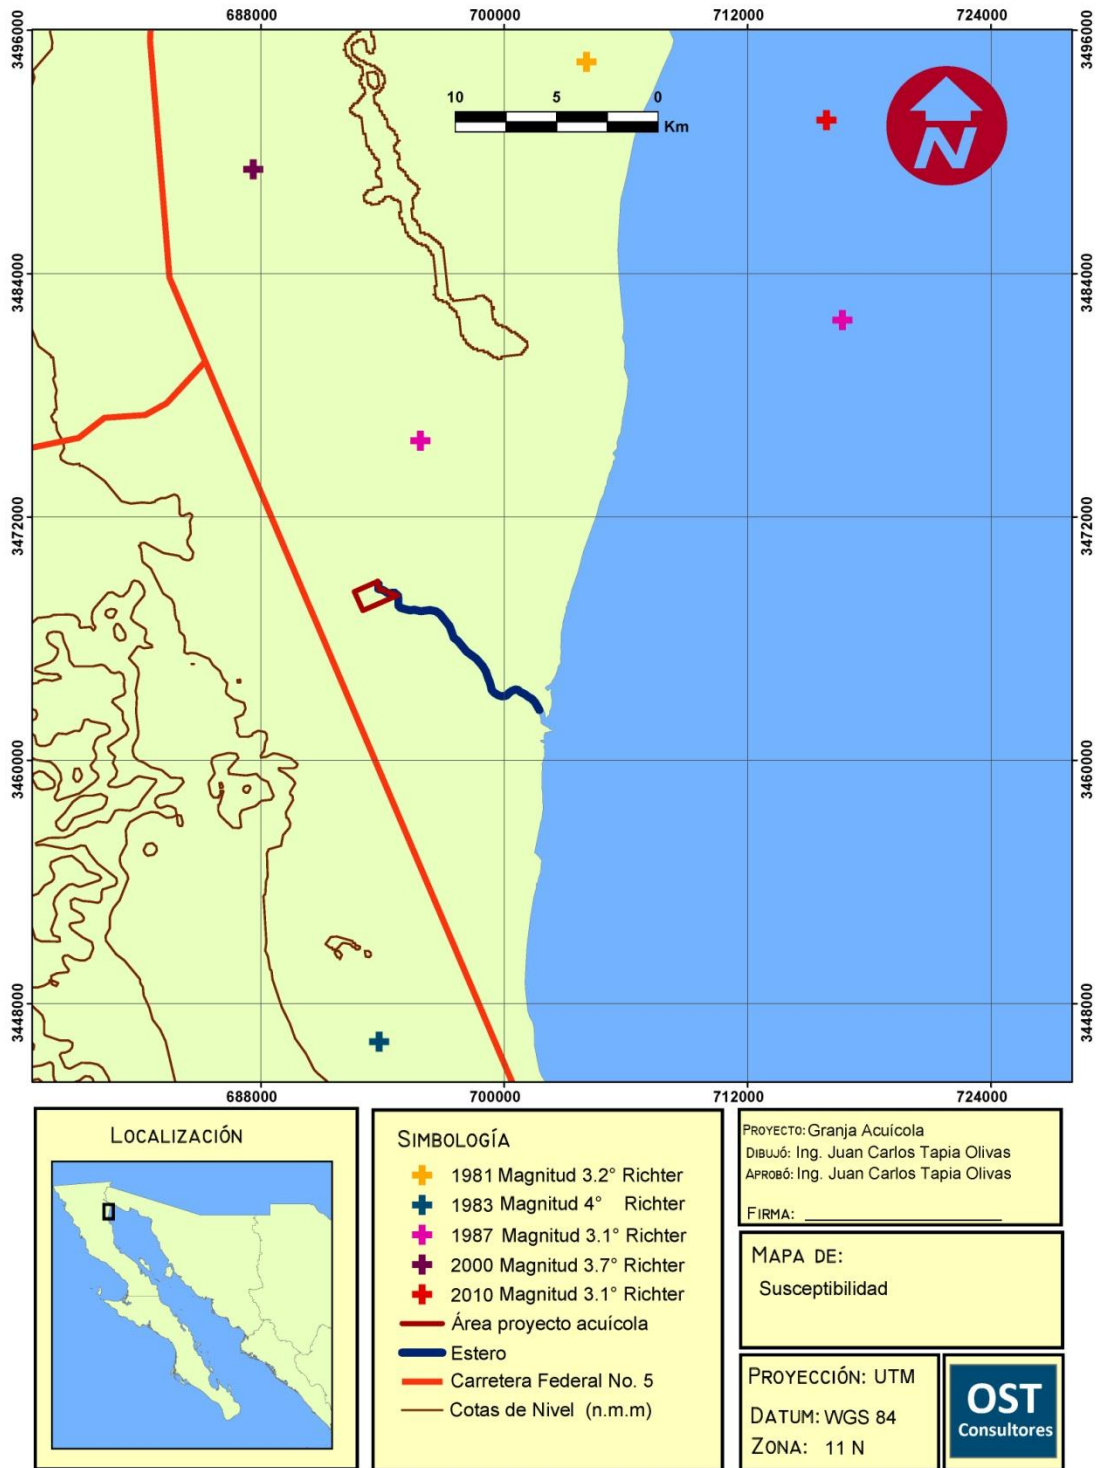 688000 700000 712000 724000
3496000 3496000
10 5 0
Km
N
3484000 3484000
3472000 3472000
3460000 3460000
3448000 3448000
688000 700000 712000 724000
LOCALIZACIÓN
SIMBOLOGÍA
1981 Magnitud 3.2° Richter
1983 Magnitud 4° Richter
1987 Magnitud 3.1° Richter
2000 Magnitud 3.7° Richter
2010 Magnitud 3.1° Richter
Área proyecto acuícola
Estero
Carretera Federal No. 5
Cotas de Nivel (n.m.m)
PROYECTO: Granja Acuícola
DIBUJÓ: Ing. Juan Carlos Tapia Olivas
APROBÓ: Ing. Juan Carlos Tapia Olivas
FIRMA:
MAPA DE:
Susceptibilidad
PROYECCIÓN: UTM
DATUM: WGS 84
ZONA: 11 N
OST
Consultores